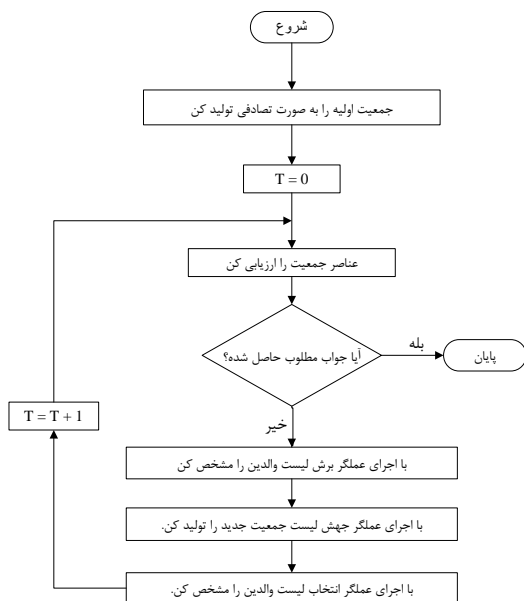 شروع
جمعیت اولیه را به صورت تصادفی تولید کن
T = 0
عناصر جمعیت را ارزیابی کن
آیا جواب مطلوب حاصل شده؟
بله
پایان
خیر
T = T + 1
با اجرای عملگر برش لیست والدین را مشخص کن
با اجرای عملگر جهش لیست جمعیت جدید را تولید کن.
با اجرای عملگر انتخاب لیست والدین را مشخص کن.